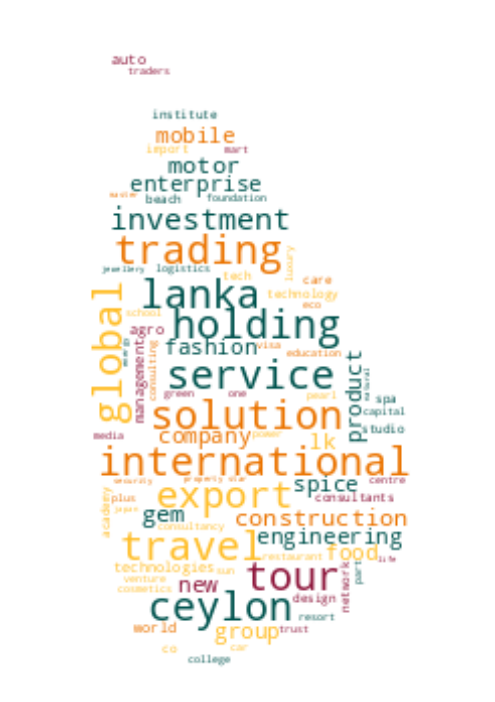 auto
traders
institute
mobile
import mart
motor
enterprise
master beach foundation
investment
trading
luxury
jewellery logistics
tech
care
lanka
technology
eco
global
school
holding
agro
energy
management
consulting
fashion visa
education
service
product
natural
green one pearl
spa
capital
solution
studio
media company power lk
international
security property star
spice centre
academy
plus export consultants
japan gem
construction
consultancy
engineering
travel
restaurant food life
technologies sun
tour
network
part
venture new
cosmetics
design
ceylon
resort
world group trust
co car
college